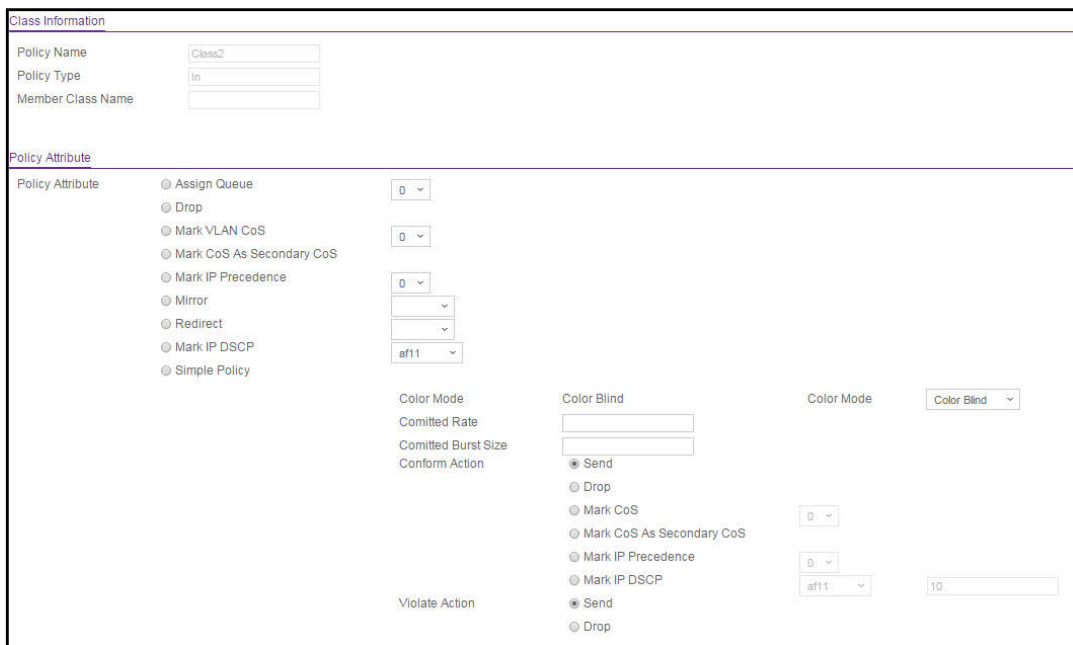 Class Information
Policy Name Class2
Policy Type In
Member Class Name
Policy Attribute
Policy Attribute Assign Queue 0
Drop
Mark VLAN CoS 0
Mark CoS As Secondary CoS
Mark IP Precedence 0
Mirror
Redirect
Mark IP DSCP af11
Simple Policy
Color Mode Color Blind Color Mode Color Blind
Comitted Rate
Comitted Burst Size
Conform Action Send
Drop
Mark CoS 0
Mark CoS As Secondary CoS
Mark IP Precedence 0
Mark IP DSCP af11 10
Violate Action Send
Drop